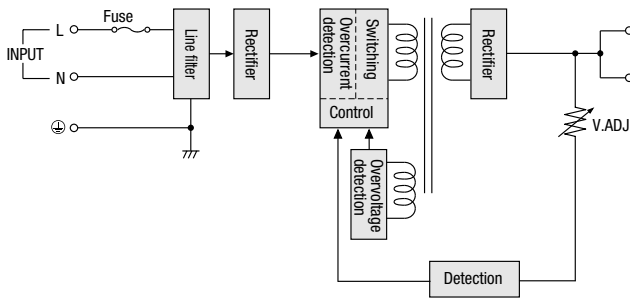 Fuse
L
INPUT
N
Line filter
Rectifier
Overcurrent
detection
Switching
Control
Overvoltage
detection
Rectifier
V.ADJ
Detection